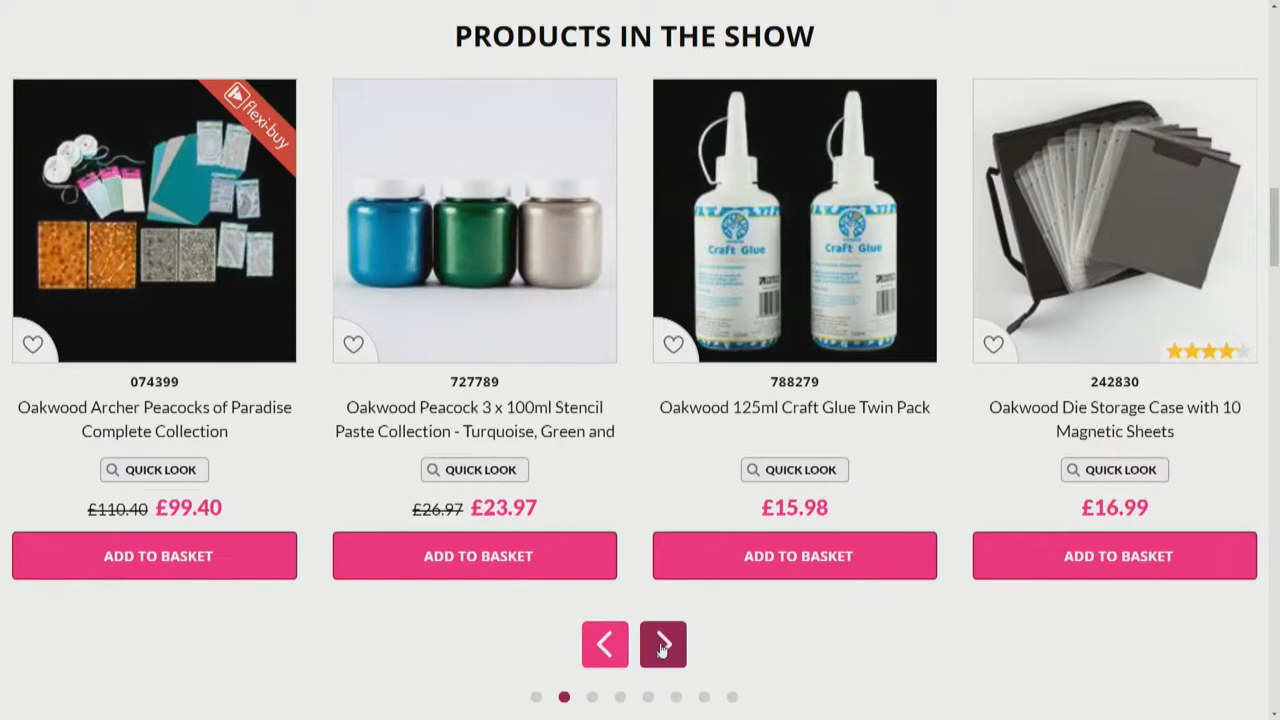 PRODUCTS IN THE SHOW
flexi-buy
Craft Glue
Craft Glue
074399
727789
788279
242830
Oakwood Archer Peacocks of Paradise
Complete Collection
Oakwood Peacock 3 x 100ml Stencil
Paste Collection - Turquoise, Green and
Oakwood 125ml Craft Glue Twin Pack
Oakwood Die Storage Case with 10
Magnetic Sheets
QUICK LOOK
QUICK LOOK
QUICK LOOK
QUICK LOOK
£110.40 £99.40
£26.97 £23.97
£15.98
£16.99
ADD TO BASKET
ADD TO BASKET
ADD TO BASKET
ADD TO BASKET